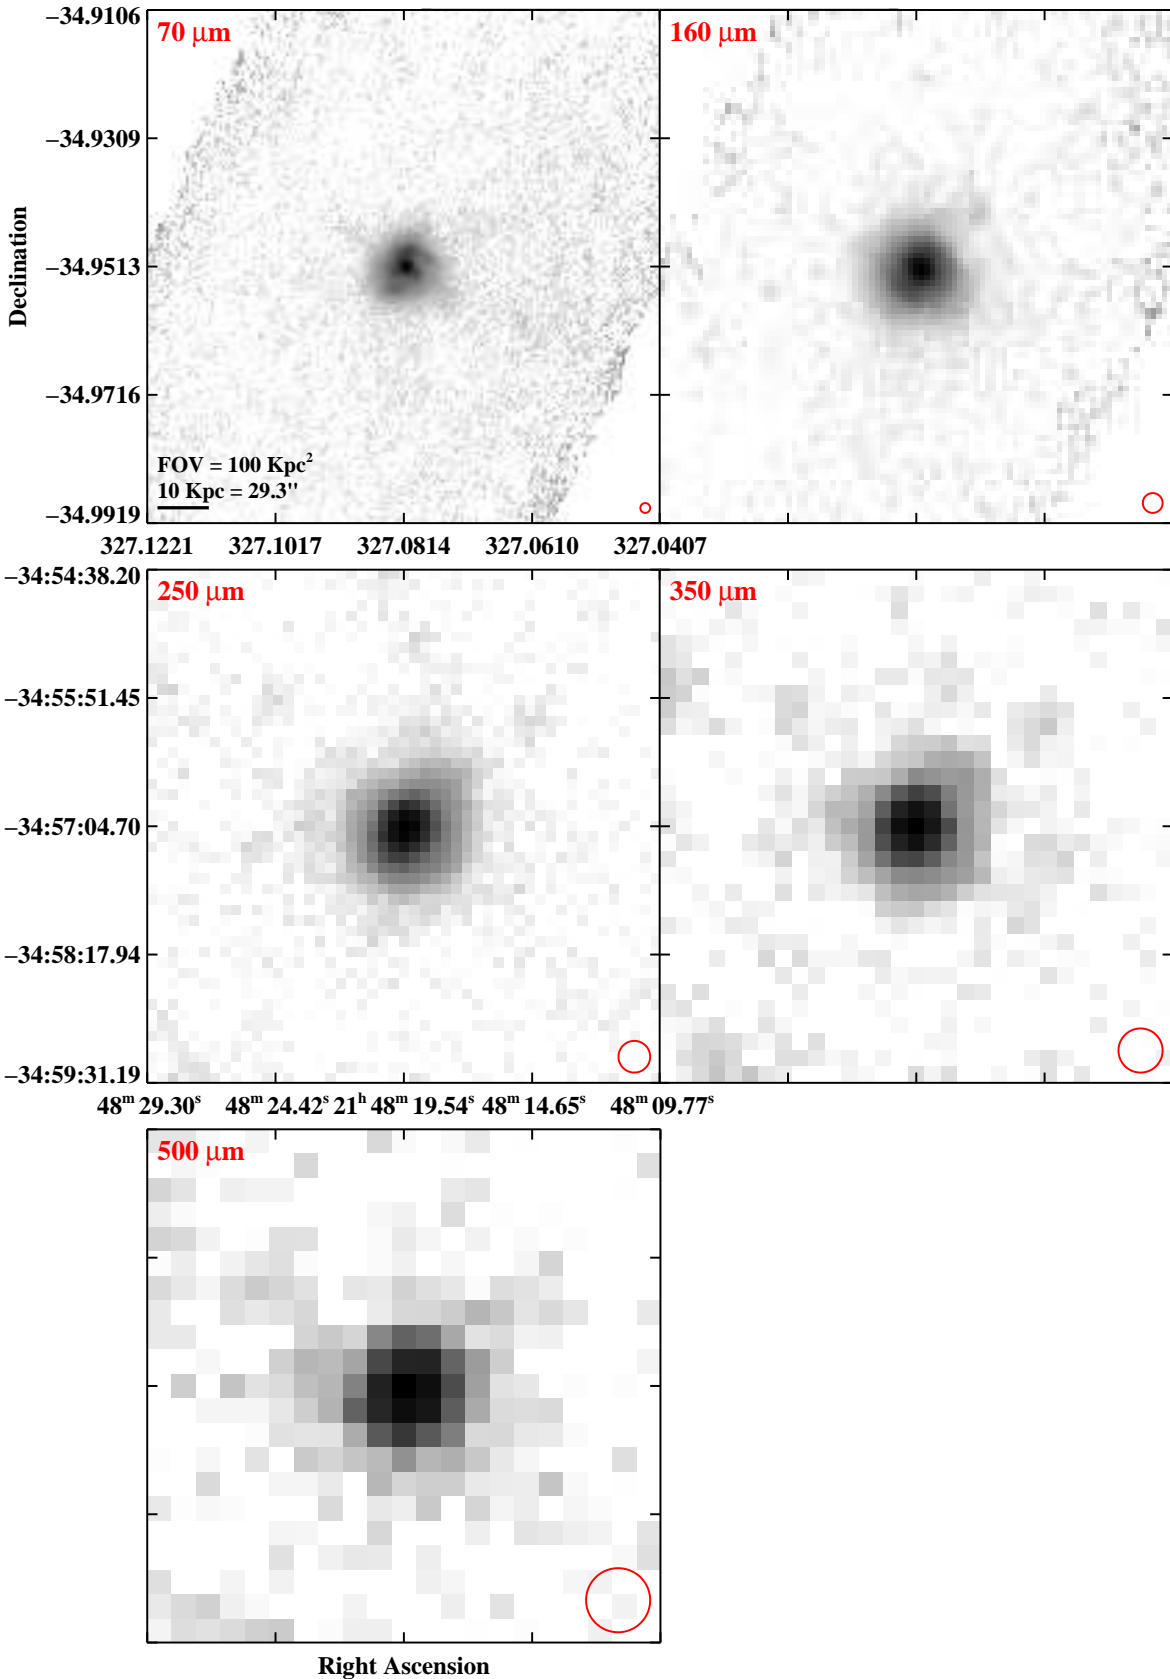 70 μm
160 μm
−34.9106
−34.9309
−34.9513
−34.9716
−34.9919
Declination
FOV = 100 Kpc²
10 Kpc = 29.3"
327.1221 327.1017 327.0814 327.0610 327.0407
250 μm
350 μm
−34:54:38.20
−34:55:51.45
−34:57:04.70
−34:58:17.94
−34:59:31.19
48ᵐ 29.30ˢ 48ᵐ 24.42ˢ 21ʰ 48ᵐ 19.54ˢ 48ᵐ 14.65ˢ 48ᵐ 09.77ˢ
500 μm
Right Ascension